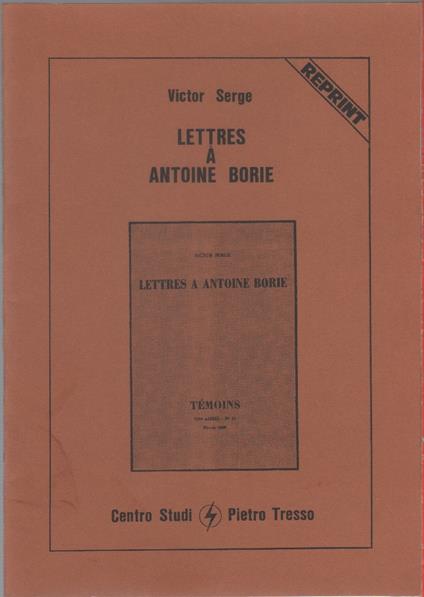 REPRINT
Victor Serge
LETTRES
À
ANTOINE BORIE
VICTOR SERGE
LETTRES A ANTOINE BORIE
TÉMOINS
Centro Studi Pietro Tresso